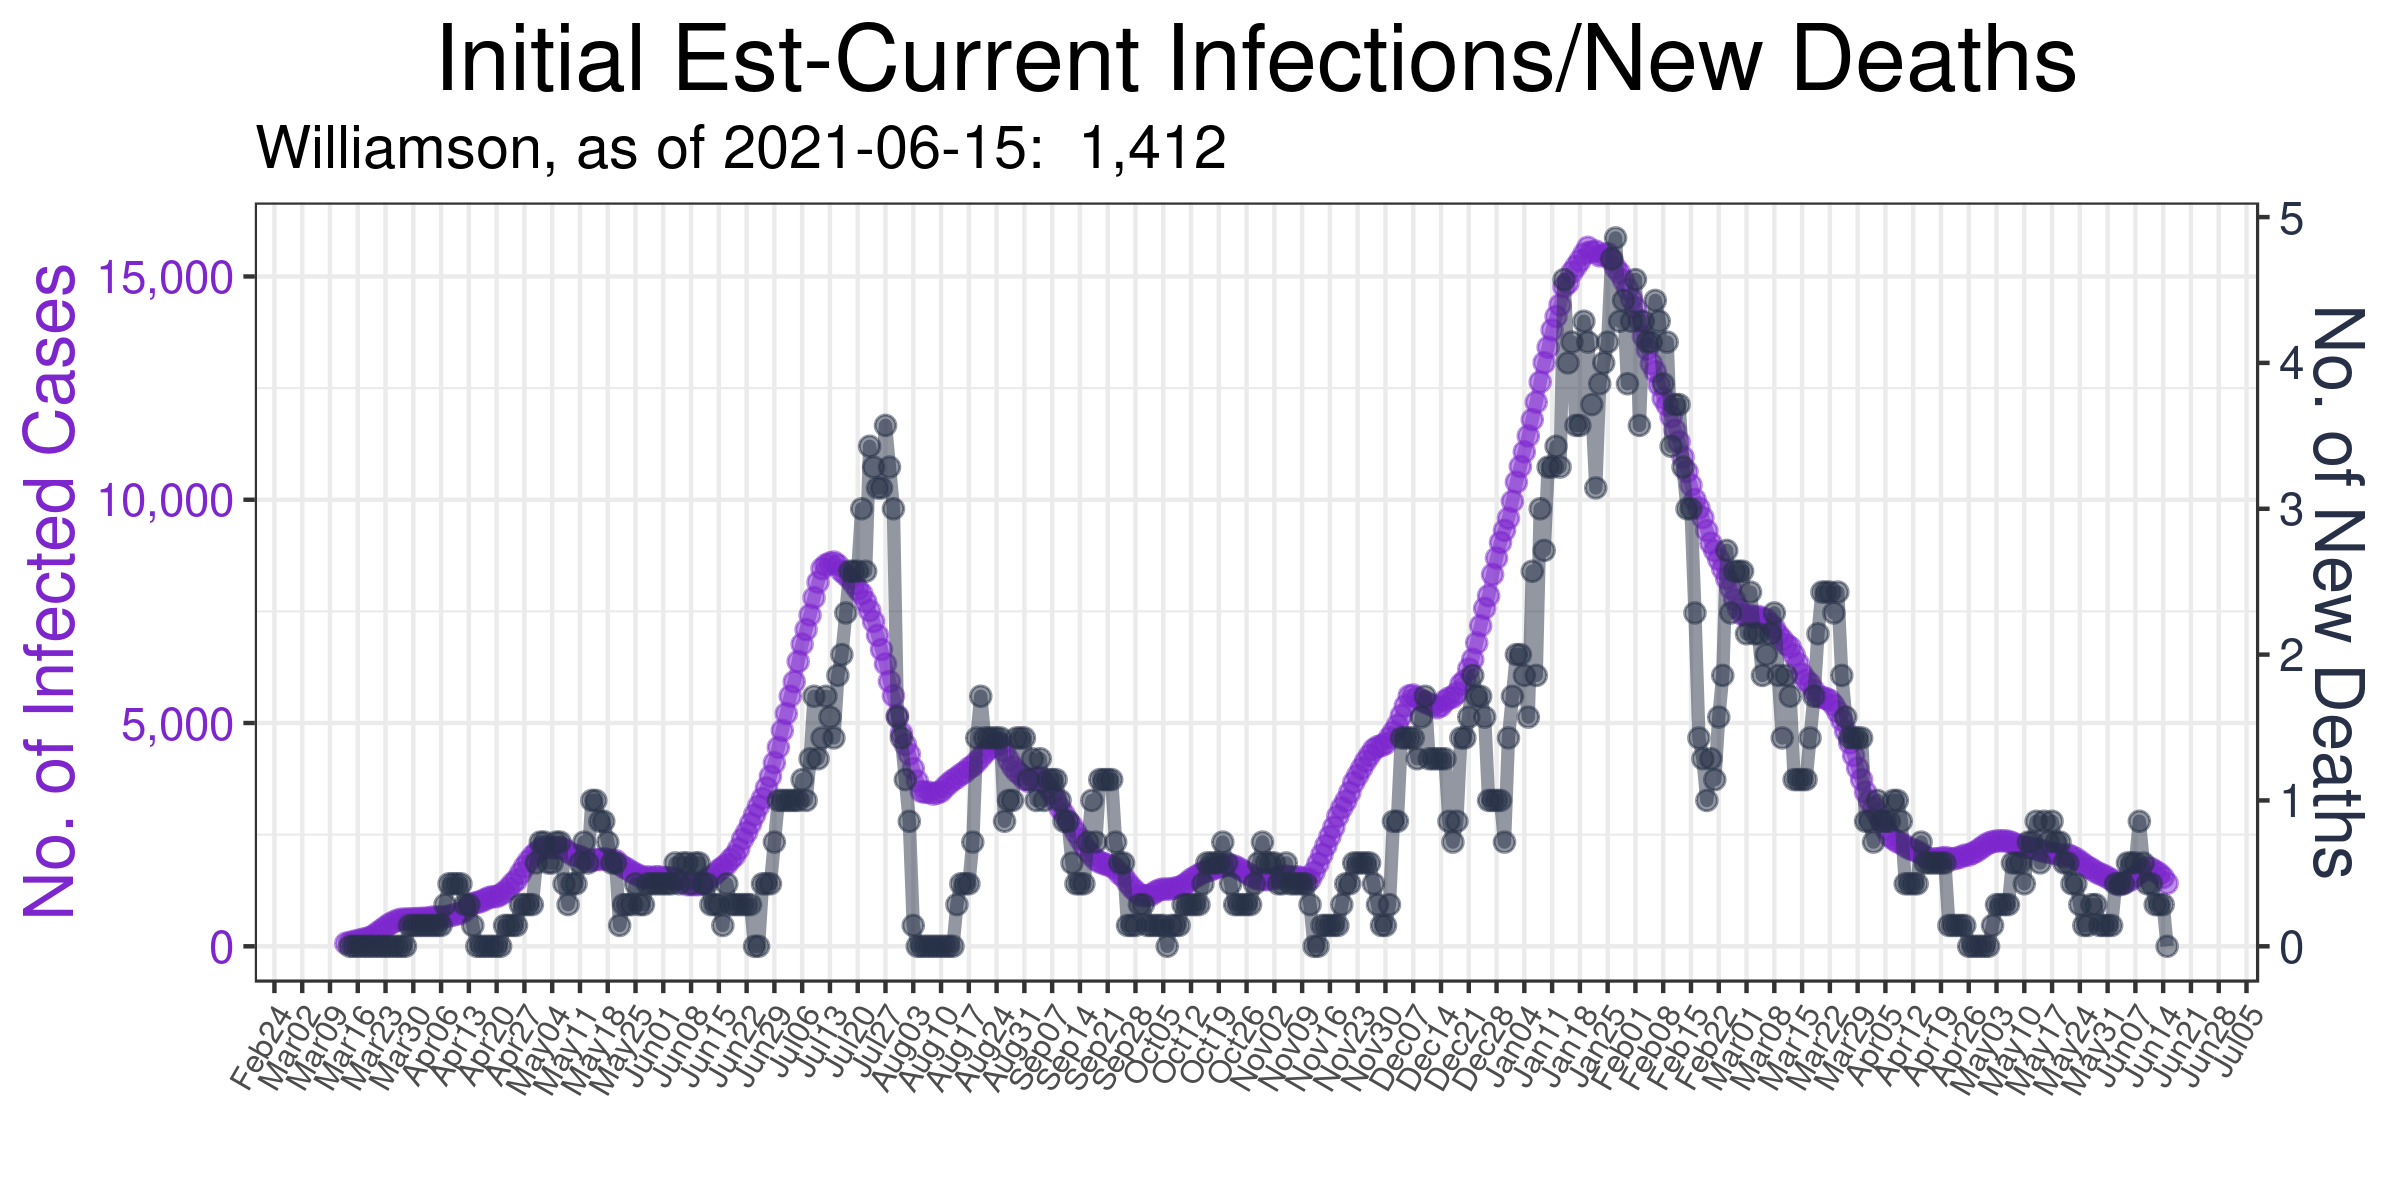 Initial Est-Current Infections/New Deaths
Williamson, as of 2021-06-15:  1,412
No. of Infected Cases
15,000
10,000
5,000
0
5
4
3
2
1
0
No. of New Deaths
Feb24
Mar02
Mar09
Mar16
Mar23
Mar30
Apr06
Apr13
Apr20
Apr27
May04
May11
May18
May25
Jun01
Jun08
Jun15
Jun22
Jun29
Jul06
Jul13
Jul20
Jul27
Aug03
Aug10
Aug17
Aug24
Aug31
Sep07
Sep14
Sep21
Sep28
Oct05
Oct12
Oct19
Oct26
Nov02
Nov09
Nov16
Nov23
Nov30
Dec07
Dec14
Dec21
Dec28
Jan04
Jan11
Jan18
Jan25
Feb01
Feb08
Feb15
Feb22
Mar01
Mar08
Mar15
Mar22
Mar29
Apr05
Apr12
Apr19
Apr26
May03
May10
May17
May24
May31
Jun07
Jun14
Jun21
Jun28
Jul05